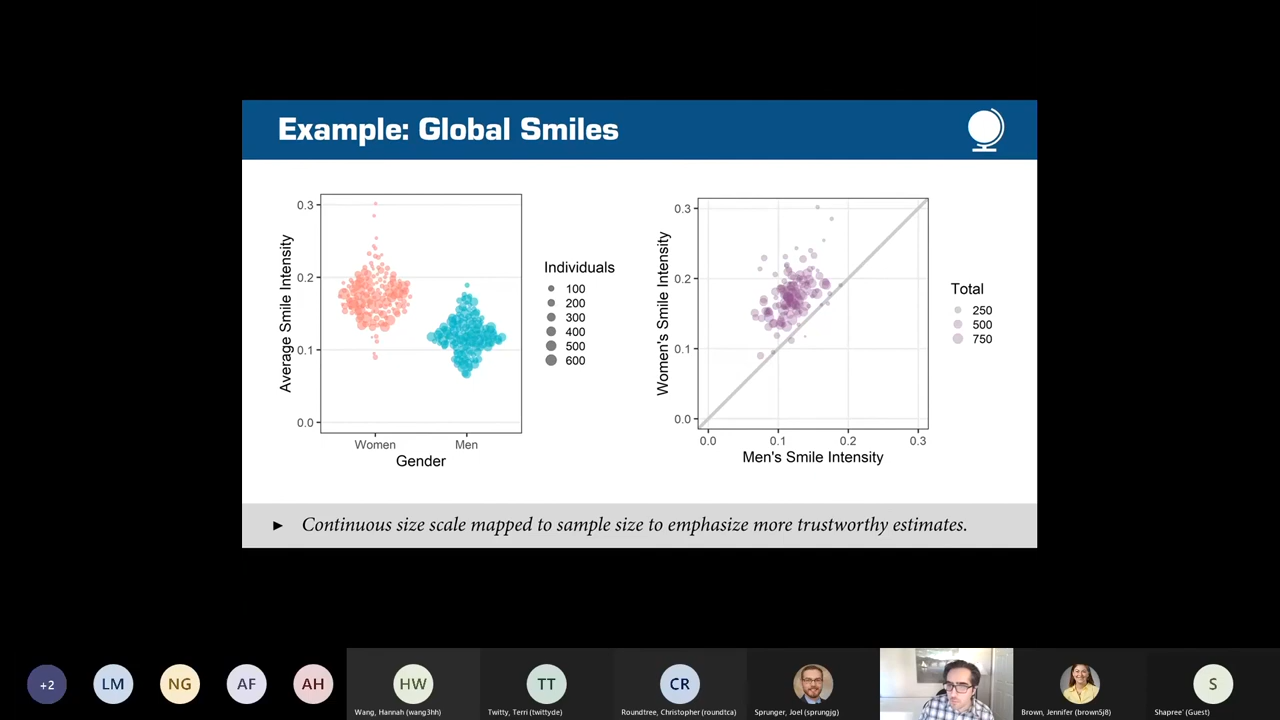 Example: Global Smiles
0.3
0.2
0.1
0.0
Average Smile Intensity
Women
Men
Gender
Individuals
100
200
300
400
500
600
0.3
0.2
0.1
0.0
Women's Smile Intensity
0.0
0.1
0.2
0.3
Men's Smile Intensity
Total
250
500
750
► Continuous size scale mapped to sample size to emphasize more trustworthy estimates.
+2
LM
NG
AF
AH
HW
TT
CR
S
Wang, Hannah (wang3hh)
Twitty, Terri (twittyde)
Roundtree, Christopher (roundtca)
Sprunger, Joel (sprungjg)
Brown, Jennifer (brown5j8)
Shapree' (Guest)